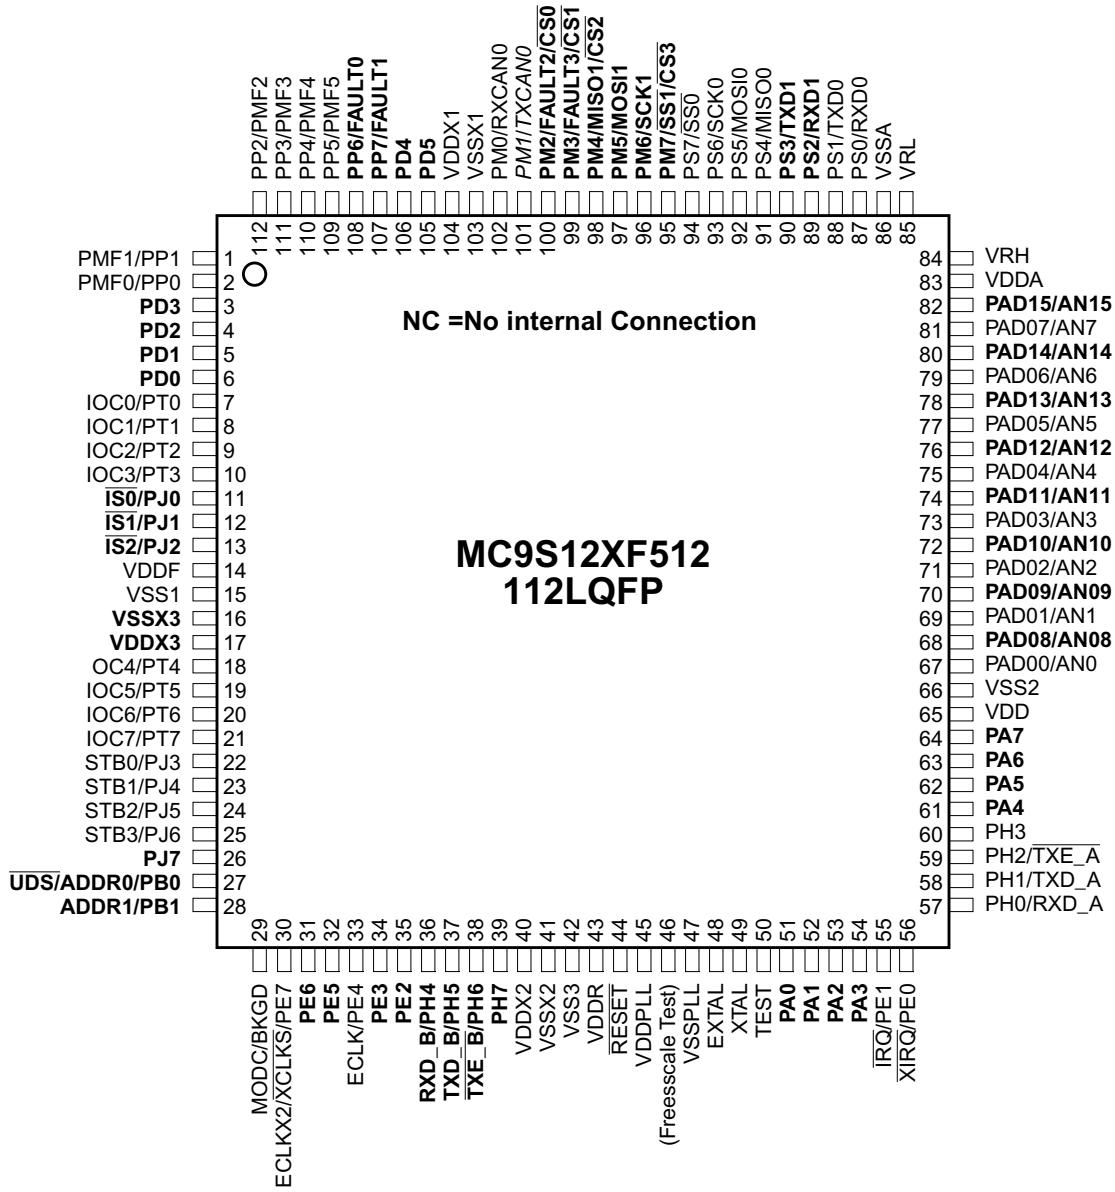 PP2/PMF2
PP3/PMF3
PP4/PMF4
PP5/PMF5
PP6/FAULT0
PP7/FAULT1
PD4
PD5
VDDX1
VSSX1
PM0/RXCAN0
PM1/TXCAN0
PM2/FAULT2/CS0
PM3/FAULT3/CS1
PM4/MISO1/CS2
PM5/MOSI1
PM6/SCK1
PM7/SS1/CS3
PS7/SS0
PS6/SCK0
PS5/MOSI0
PS4/MISO0
PS3/TXD1
PS2/RXD1
PS1/TXD0
PS0/RXD0
VSSA
VRL
112
111
110
109
108
107
106
105
104
103
102
101
100
99
98
97
96
95
94
93
92
91
90
89
88
87
86
85
PMF1/PP1 1
PMF0/PP0 2
PD3 3
PD2 4
PD1 5
PD0 6
IOC0/PT0 7
IOC1/PT1 8
IOC2/PT2 9
IOC3/PT3 10
IS0/PJ0 11
IS1/PJ1 12
IS2/PJ2 13
VDDF 14
VSS1 15
VSSX3 16
VDDX3 17
OC4/PT4 18
IOC5/PT5 19
IOC6/PT6 20
IOC7/PT7 21
STB0/PJ3 22
STB1/PJ4 23
STB2/PJ5 24
STB3/PJ6 25
PJ7 26
UDS/ADDR0/PB0 27
ADDR1/PB1 28
NC =No internal Connection
MC9S12XF512
112LQFP
84 VRH
83 VDDA
82 PAD15/AN15
81 PAD07/AN7
80 PAD14/AN14
79 PAD06/AN6
78 PAD13/AN13
77 PAD05/AN5
76 PAD12/AN12
75 PAD04/AN4
74 PAD11/AN11
73 PAD03/AN3
72 PAD10/AN10
71 PAD02/AN2
70 PAD09/AN09
69 PAD01/AN1
68 PAD08/AN08
67 PAD00/AN0
66 VSS2
65 VDD
64 PA7
63 PA6
62 PA5
61 PA4
60 PH3
59 PH2/TXE_A
58 PH1/TXD_A
57 PH0/RXD_A
29
30
31
32
33
34
35
36
37
38
39
40
41
42
43
44
45
46
47
48
49
50
51
52
53
54
55
56
MODC/BKGD
ECLKX2/XCLKS/PE7
PE6
PE5
ECLK/PE4
PE3
PE2
RXD_B/PH4
TXD_B/PH5
TXE_B/PH6
PH7
VDDX2
VSSX2
VSS3
VDDR
RESET
VDDPLL
(Freesscale Test)
VSSPLL
EXTAL
XTAL
TEST
PA0
PA1
PA2
PA3
IRQ/PE1
XIRQ/PE0